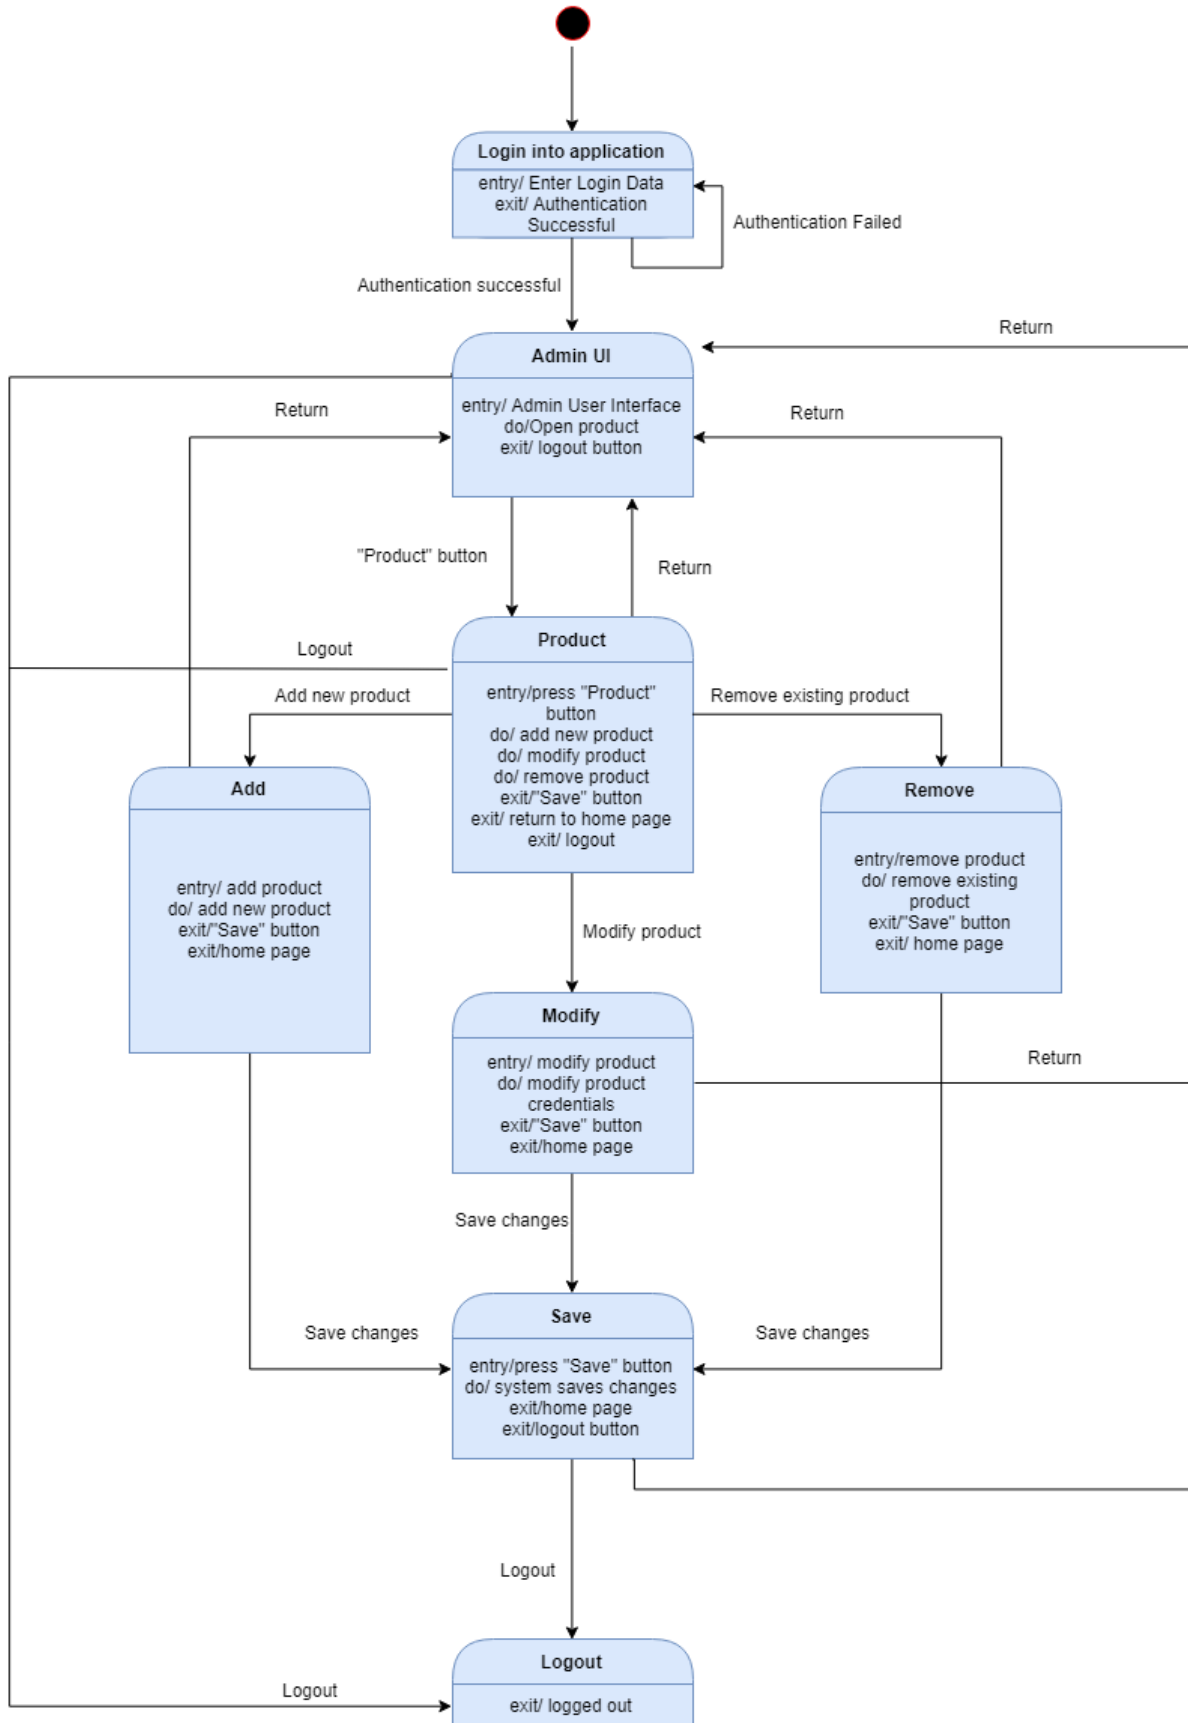 Login into application
entry/ Enter Login Data
exit/ Authentication
Successful
Authentication Failed
Authentication successful
Return
Admin UI
entry/ Admin User Interface
do/Open product
exit/ logout button
Return
Return
"Product" button
Return
Product
entry/press "Product"
button
do/ add new product
do/ modify product
do/ remove product
exit/"Save" button
exit/ return to home page
exit/ logout
Logout
Add new product
Remove existing product
Add
entry/ add product
do/ add new product
exit/"Save" button
exit/home page
Remove
entry/remove product
do/ remove existing
product
exit/"Save" button
exit/ home page
Modify product
Modify
entry/ modify product
do/ modify product
credentials
exit/"Save" button
exit/home page
Return
Save changes
Save changes
Save changes
Save
entry/press "Save" button
do/ system saves changes
exit/home page
exit/logout button
Logout
Logout
Logout
exit/ logged out